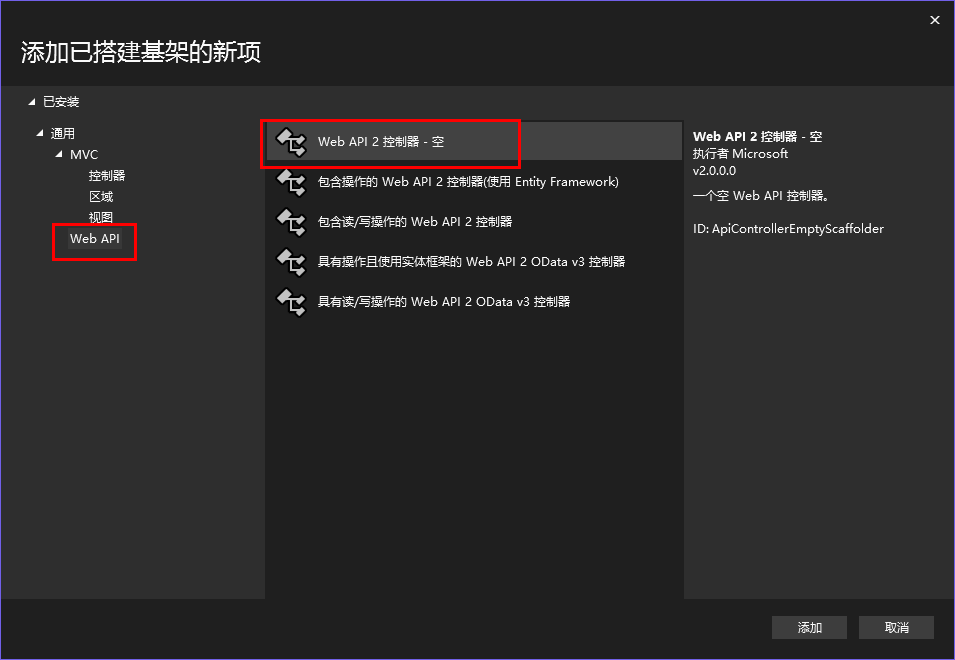 添加已搭建基架的新项
已安装
通用
MVC
控制器
区域
视图
Web API
Web API 2 控制器 - 空
包含操作的 Web API 2 控制器(使用 Entity Framework)
包含读/写操作的 Web API 2 控制器
具有操作且使用实体框架的 Web API 2 OData v3 控制器
具有读/写操作的 Web API 2 OData v3 控制器
Web API 2 控制器 - 空
执行者 Microsoft
v2.0.0.0
一个空 Web API 控制器。
ID: ApiControllerEmptyScaffolder
添加
取消